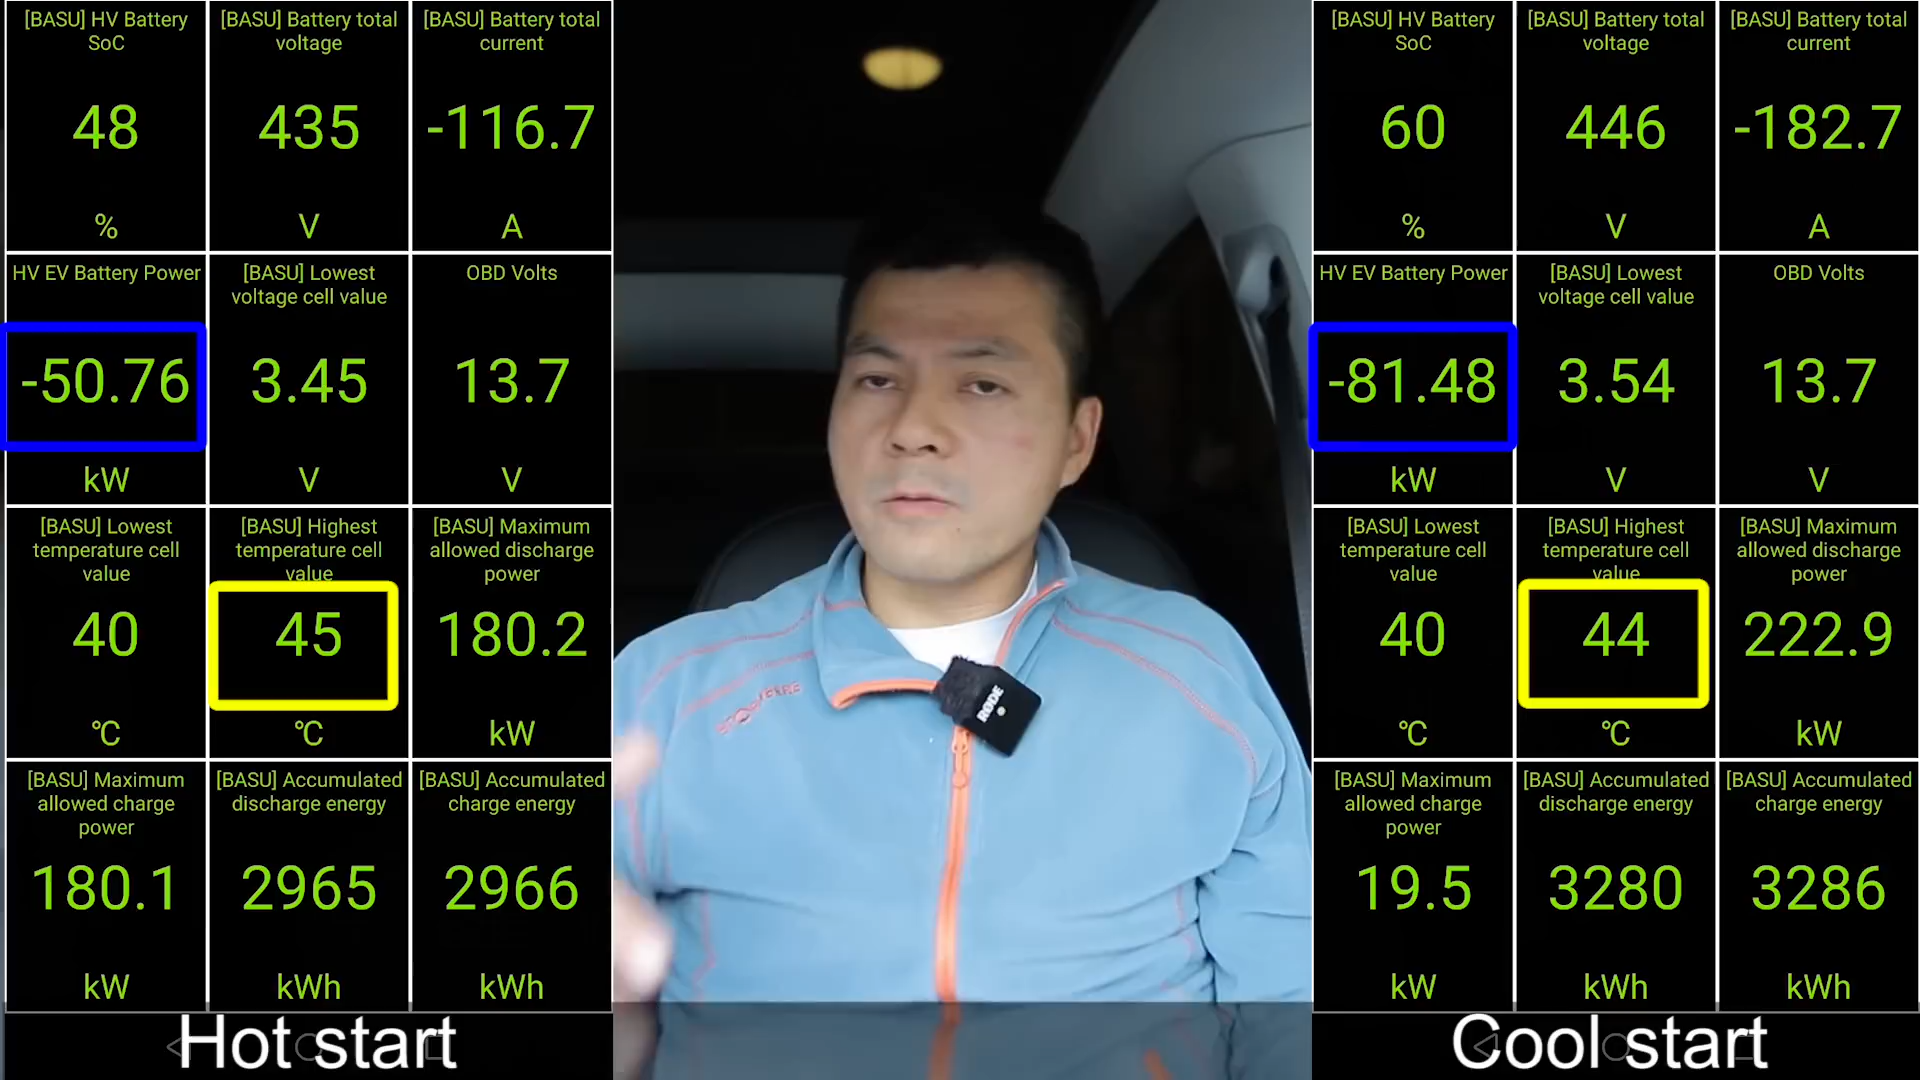 [BASU] HV Battery
SoC
48
%
[BASU] Battery total
voltage
435
V
[BASU] Battery total
current
-116.7
A
HV EV Battery Power
-50.76
kW
[BASU] Lowest
voltage cell value
3.45
V
OBD Volts
13.7
V
[BASU] Lowest
temperature cell
value
40
℃
[BASU] Highest
temperature cell
value
45
℃
[BASU] Maximum
allowed discharge
power
180.2
kW
[BASU] Maximum
allowed charge
power
180.1
kW
[BASU] Accumulated
discharge energy
2965
kWh
[BASU] Accumulated
charge energy
2966
kWh
Hot start
RØDE
[BASU] HV Battery
SoC
60
%
[BASU] Battery total
voltage
446
V
[BASU] Battery total
current
-182.7
A
HV EV Battery Power
-81.48
kW
[BASU] Lowest
voltage cell value
3.54
V
OBD Volts
13.7
V
[BASU] Lowest
temperature cell
value
40
℃
[BASU] Highest
temperature cell
value
44
℃
[BASU] Maximum
allowed discharge
power
222.9
kW
[BASU] Maximum
allowed charge
power
19.5
kW
[BASU] Accumulated
discharge energy
3280
kWh
[BASU] Accumulated
charge energy
3286
kWh
Cool start